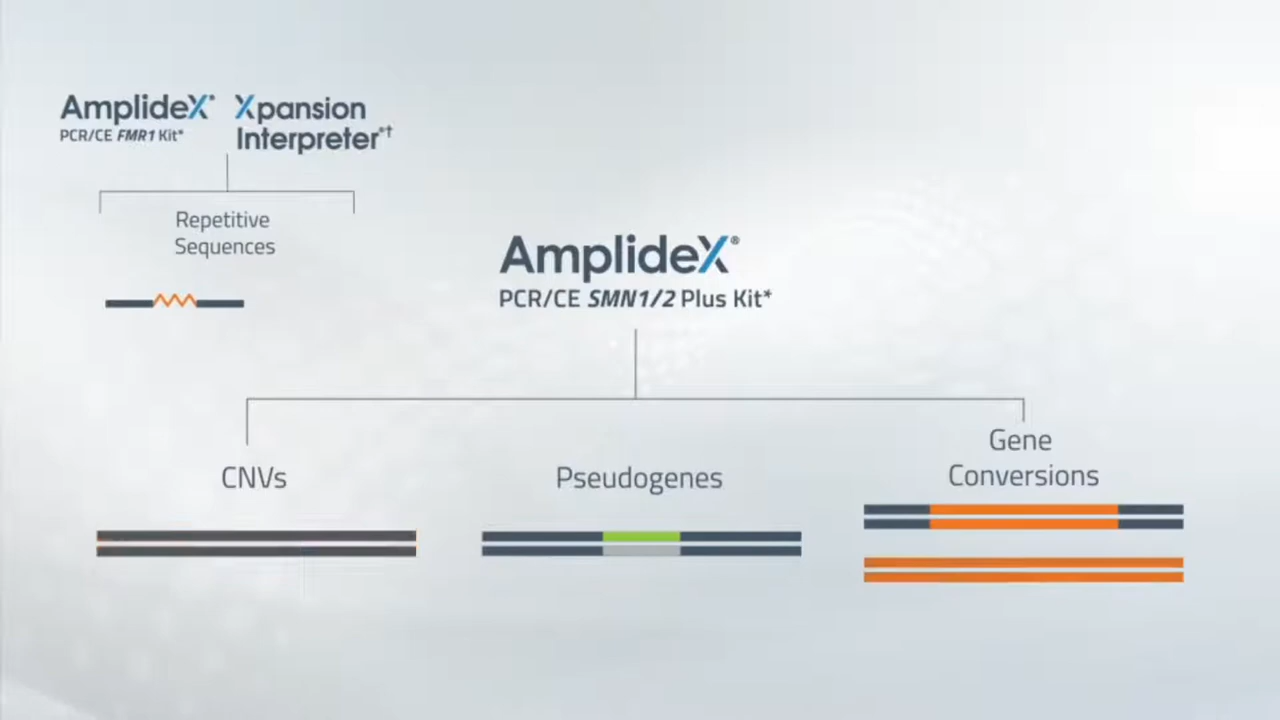 AmplideX®
PCR/CE FMR1 Kit*
Xpansion
Interpreter*†
Repetitive
Sequences
AmplideX®
PCR/CE SMN1/2 Plus Kit*
CNVs
Pseudogenes
Gene
Conversions